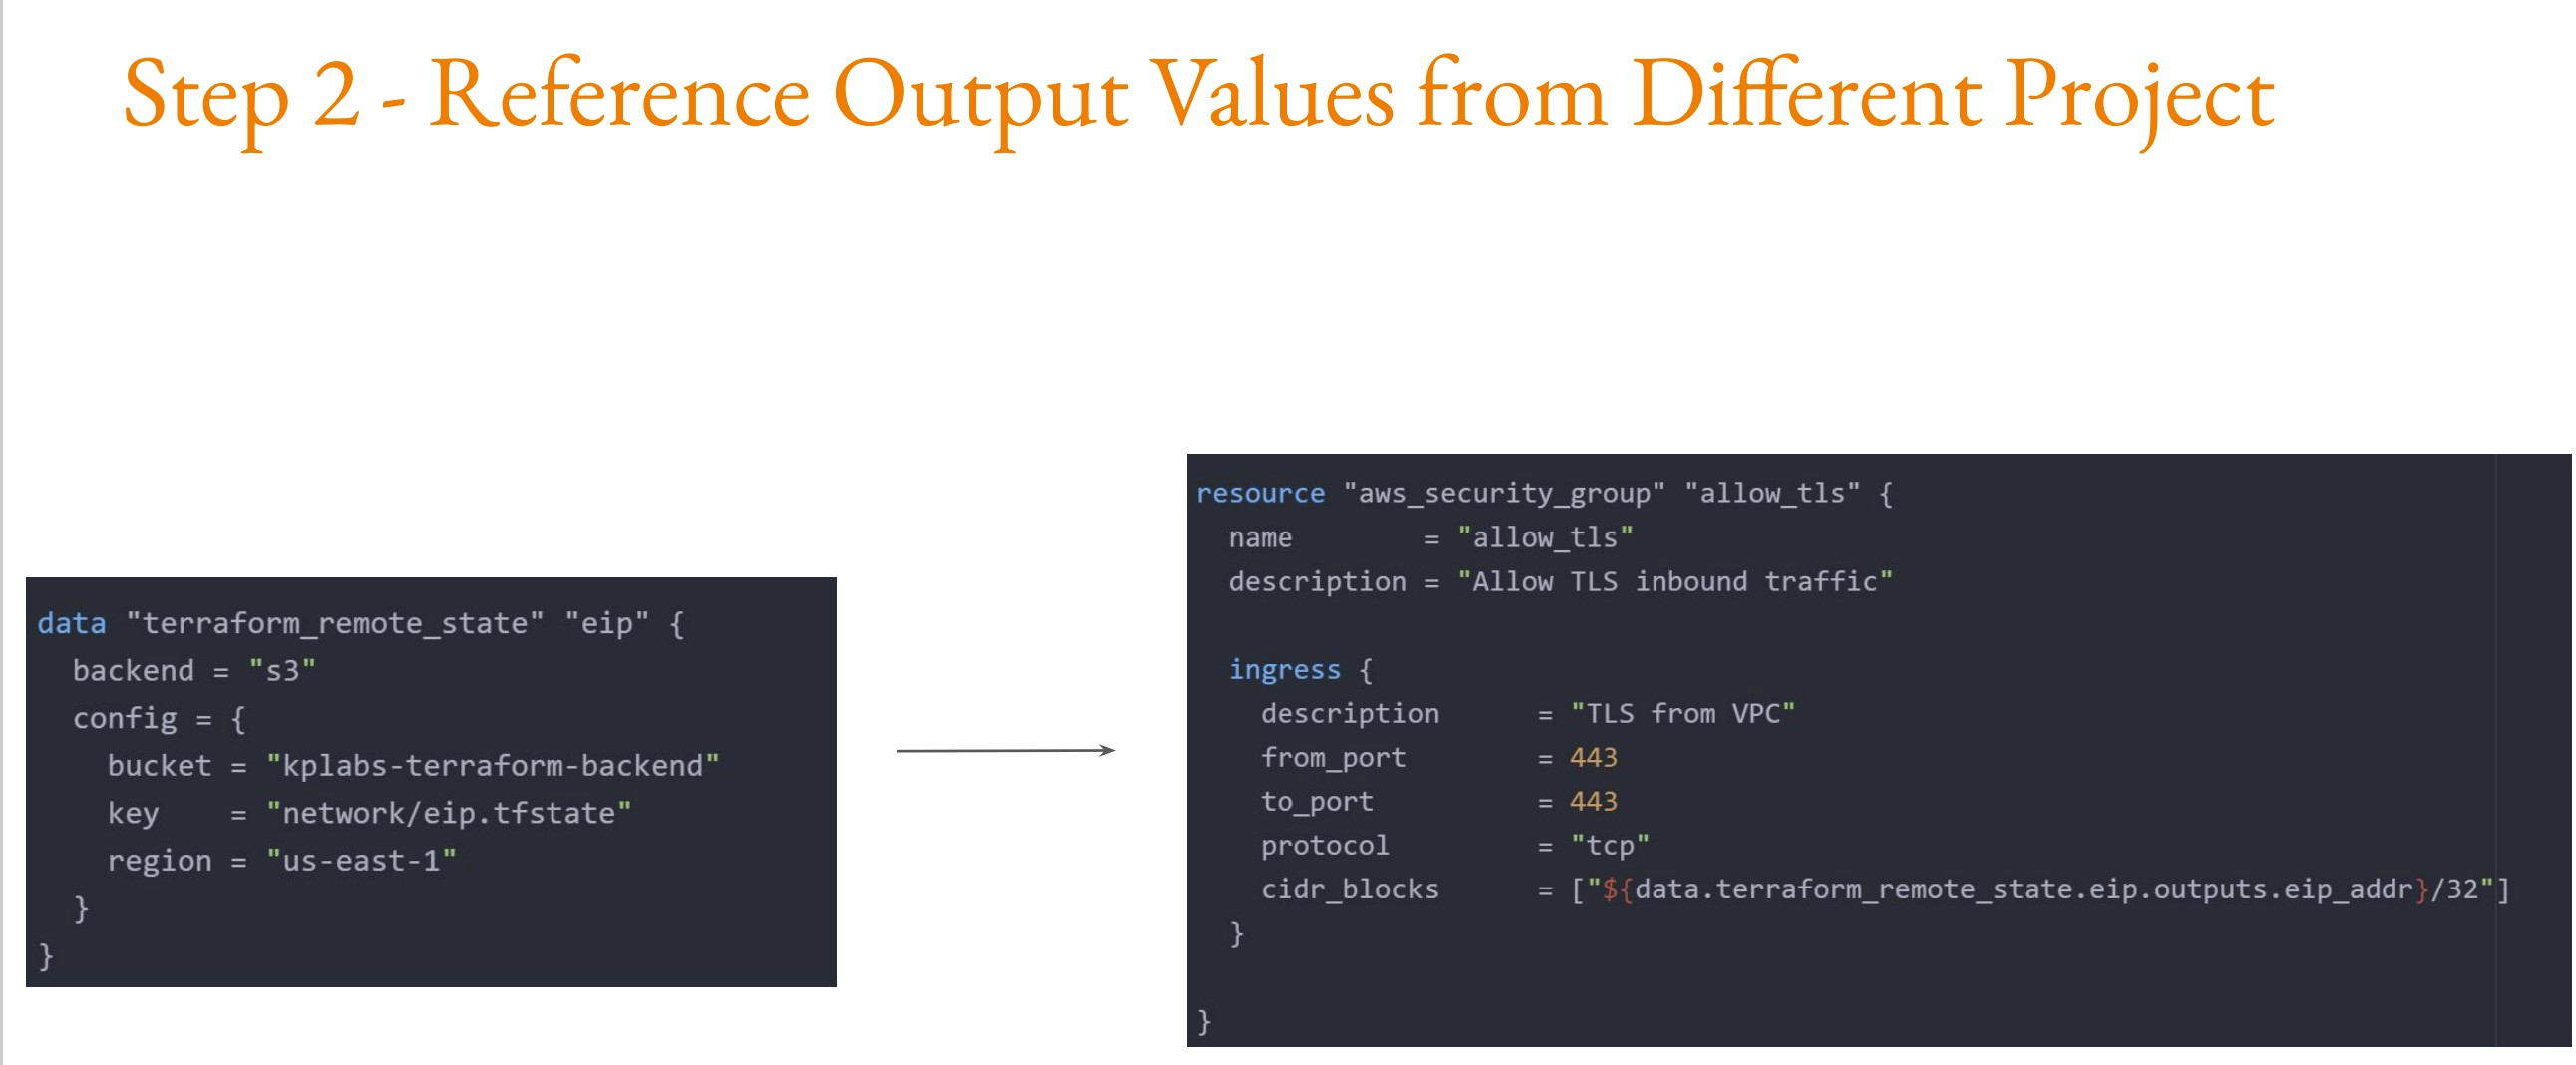 Step 2 - Reference Output Values from Different Project
data "terraform_remote_state" "eip" {
  backend = "s3"
  config = {
    bucket = "kplabs-terraform-backend"
    key    = "network/eip.tfstate"
    region = "us-east-1"
  }
}
resource "aws_security_group" "allow_tls" {
  name        = "allow_tls"
  description = "Allow TLS inbound traffic"
  ingress {
    description      = "TLS from VPC"
    from_port        = 443
    to_port          = 443
    protocol         = "tcp"
    cidr_blocks      = ["${data.terraform_remote_state.eip.outputs.eip_addr}/32"]
  }
}